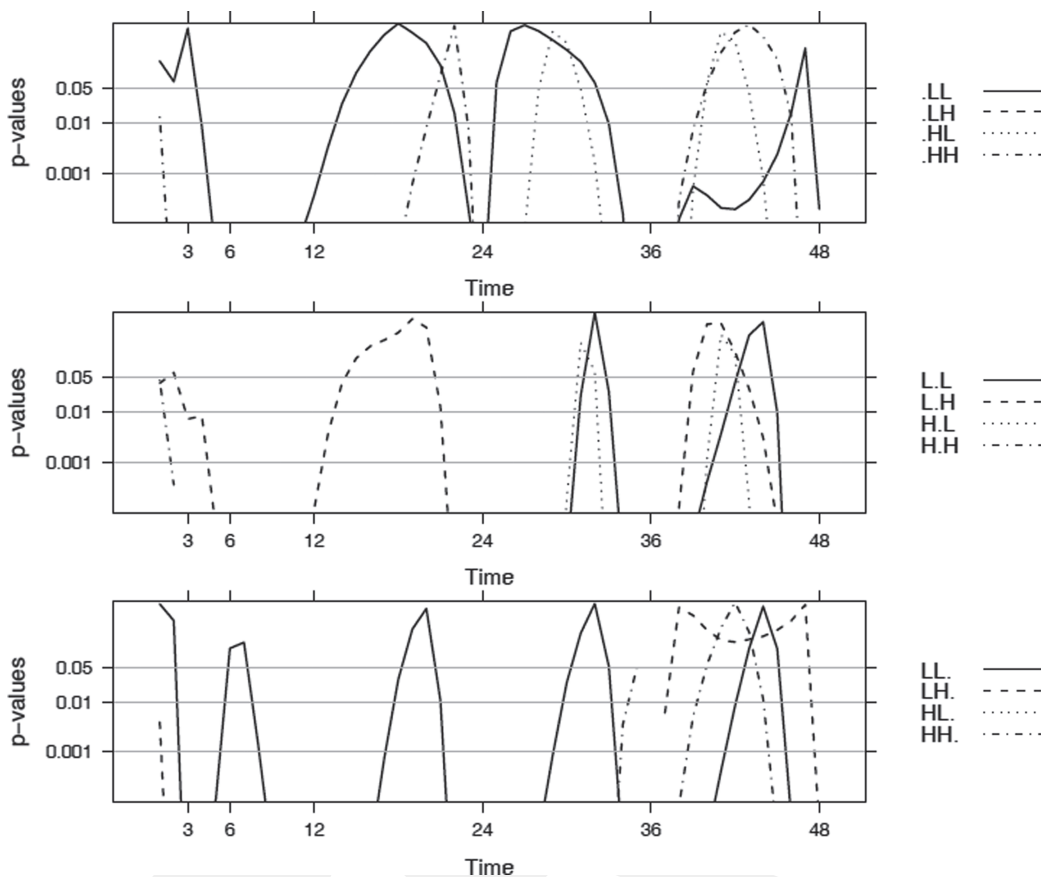 p-values
0.05
0.01
0.001
3 6 12 24 36 48
Time
.LL
.LH
.HL
.HH
p-values
0.05
0.01
0.001
3 6 12 24 36 48
Time
L.L
L.H
H.L
H.H
p-values
0.05
0.01
0.001
3 6 12 24 36 48
Time
LL.
LH.
HL.
HH.